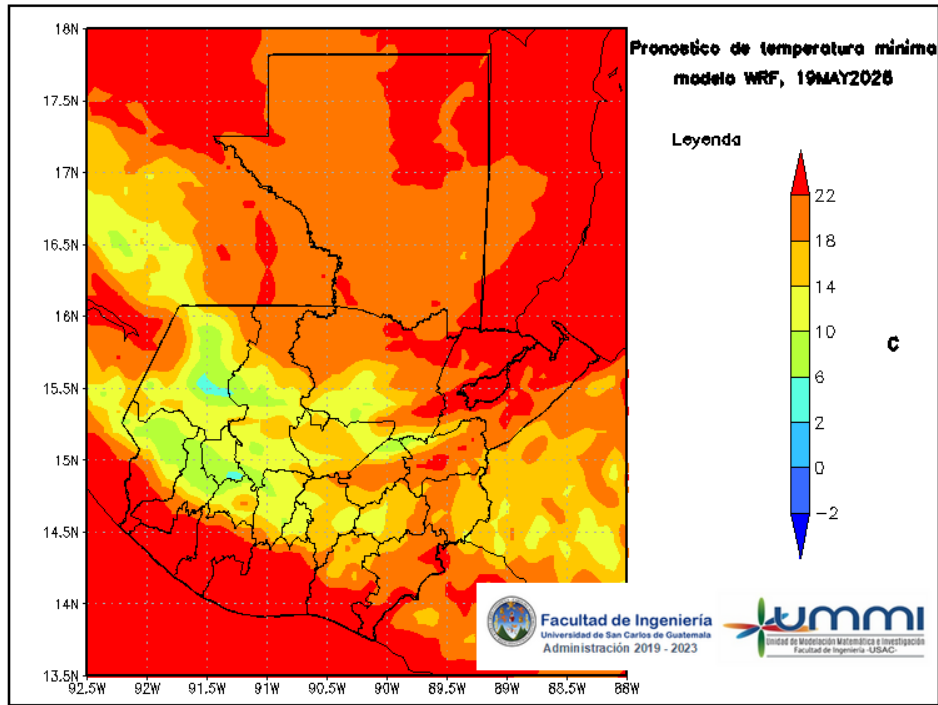 Pronostico de temperatura minima
modelo WRF, 19MAY2026
Leyenda
22
18
14
10
6
2
0
−2
C
18N
17.5N
17N
16.5N
16N
15.5N
15N
14.5N
14N
13.5N
92.5W 92W 91.5W 91W 90.5W 90W 89.5W 89W 88.5W 88W
Facultad de Ingeniería
Universidad de San Carlos de Guatemala
Administración 2019 - 2023
UMMI
Unidad de Modelación Matemática e Investigación
Facultad de Ingeniería -USAC-